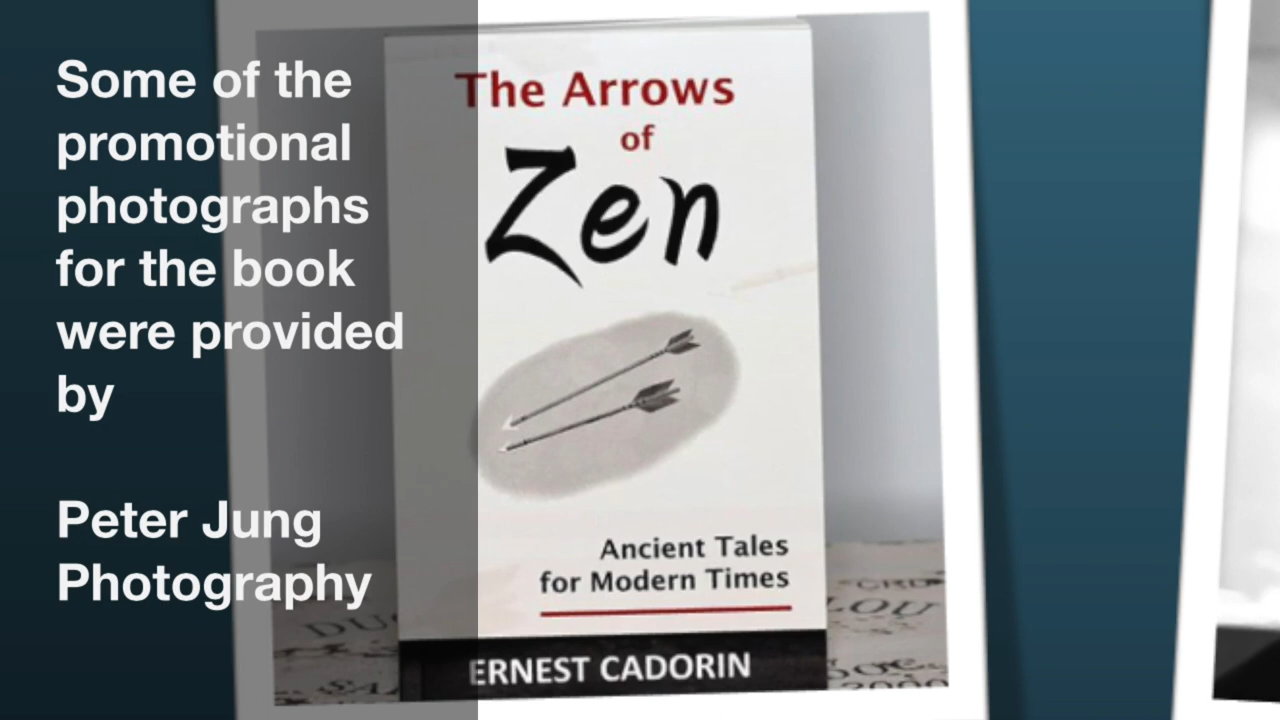 Some of the
promotional
photographs
for the book
were provided
by
Peter Jung
Photography
The Arrows
of
Zen
Ancient Tales
for Modern Times
ERNEST CADORIN
LOU